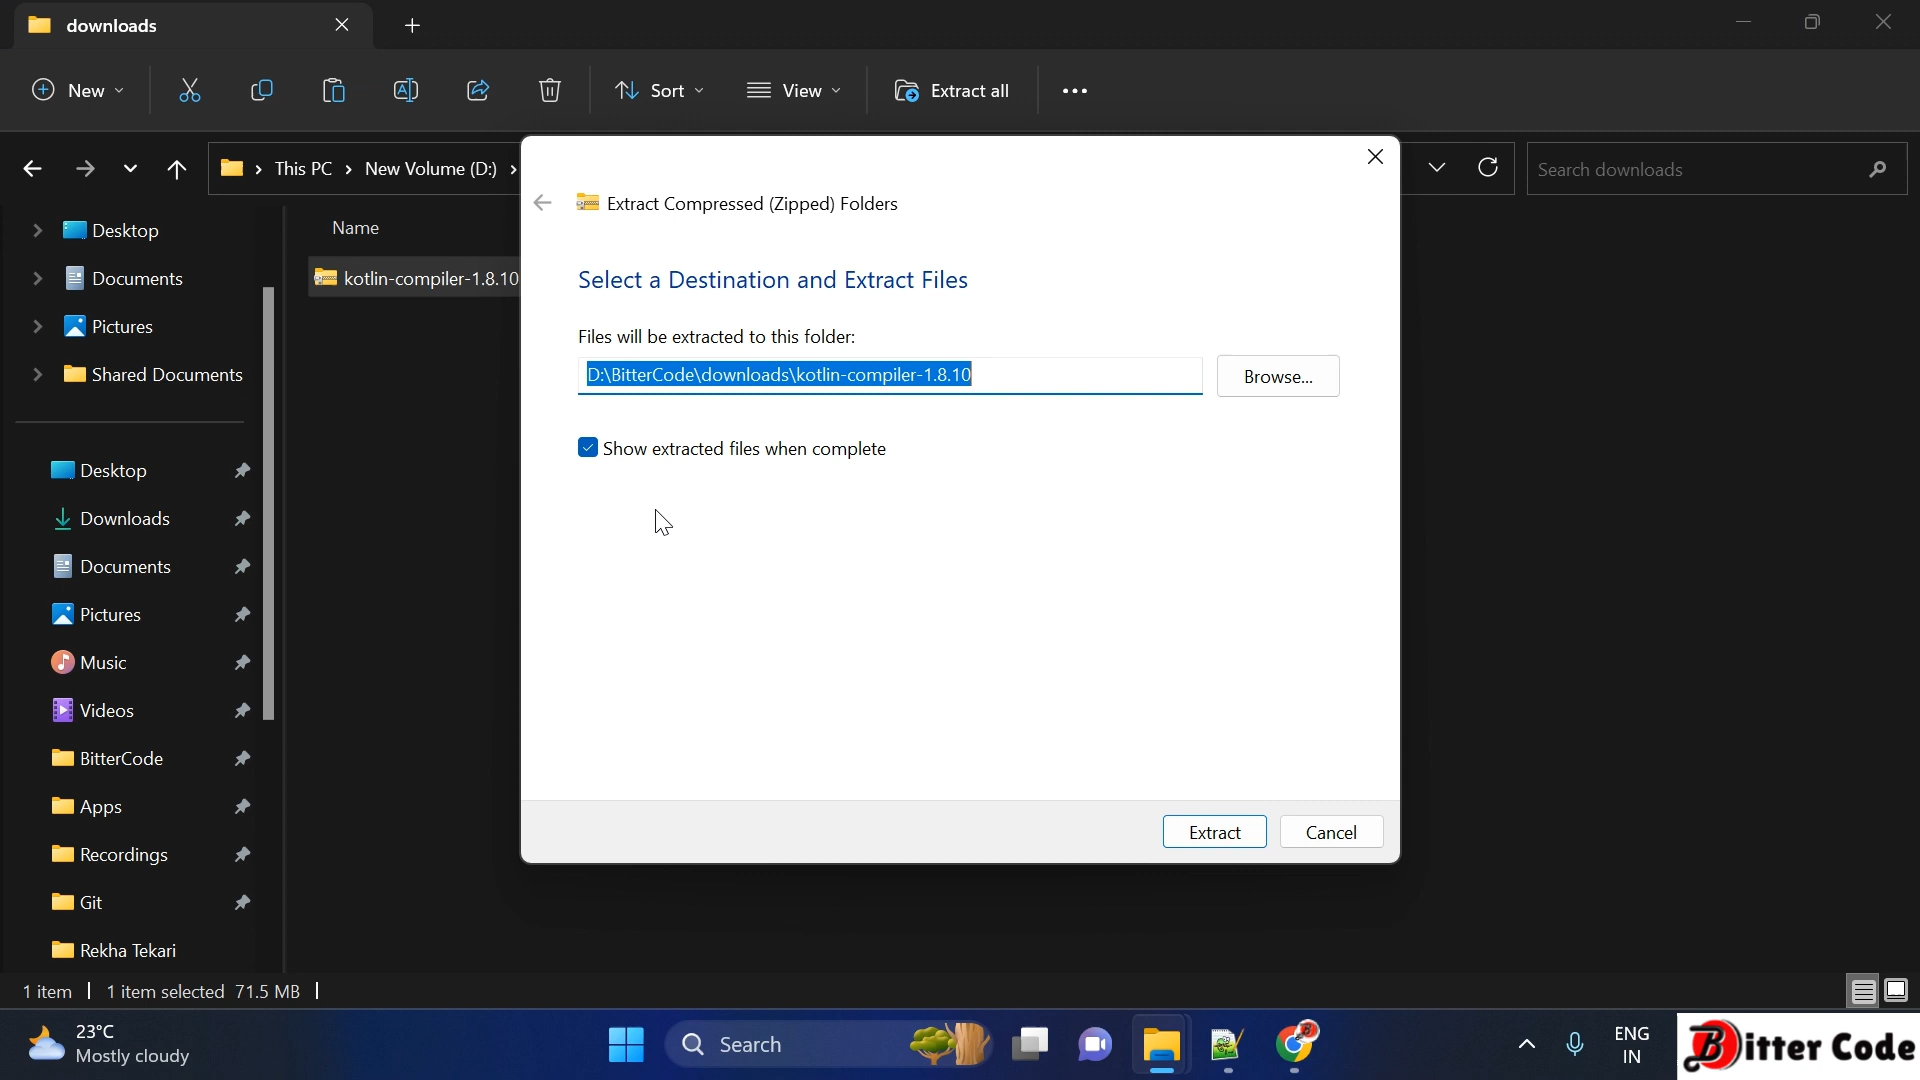 downloads
New
Sort
View
Extract all
This PC > New Volume (D:) >
Search downloads
Desktop
Documents
Pictures
Shared Documents
Desktop
Downloads
Documents
Pictures
Music
Videos
BitterCode
Apps
Recordings
Git
Rekha Tekari
Name
kotlin-compiler-1.8.10
Extract Compressed (Zipped) Folders
Select a Destination and Extract Files
Files will be extracted to this folder:
D:\BitterCode\downloads\kotlin-compiler-1.8.10
Browse...
Show extracted files when complete
Extract
Cancel
1 item | 1 item selected 71.5 MB |
23°C
Mostly cloudy
Search
ENG
IN
Bitter Code